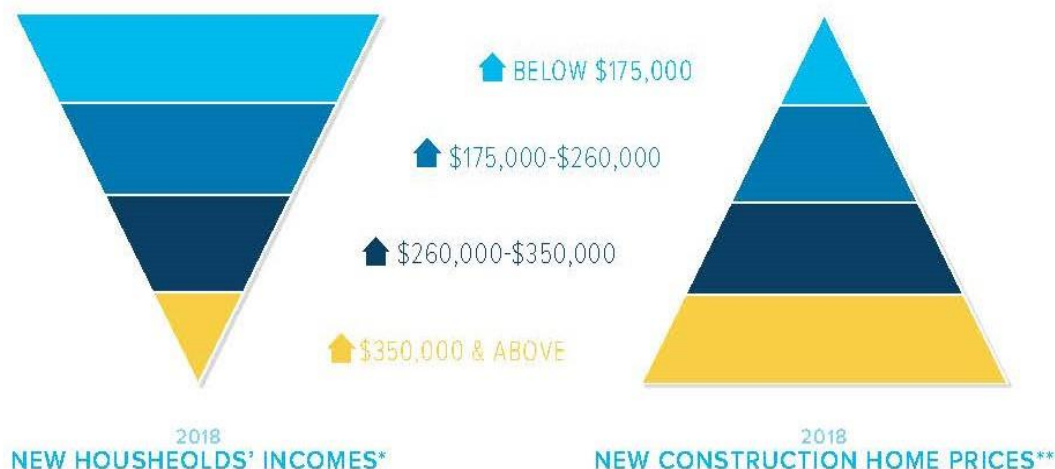 BELOW $175,000
$175,000-$260,000
$260,000-$350,000
$350,000 & ABOVE
2018
NEW HOUSHEOLDS' INCOMES*
2018
NEW CONSTRUCTION HOME PRICES**